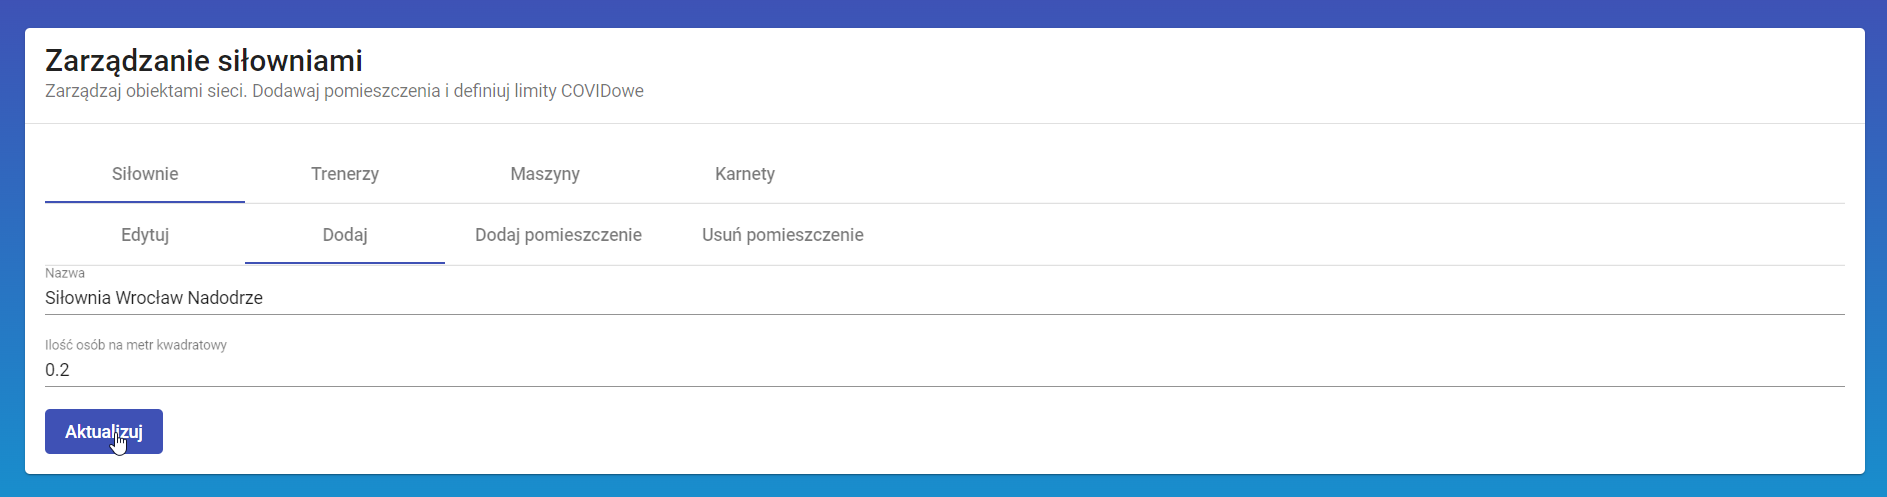 Zarządzanie siłowniami
Zarządzaj obiektami sieci. Dodawaj pomieszczenia i definiuj limity COVIDowe
Siłownie Trenerzy Maszyny Karnety
Edytuj Dodaj Dodaj pomieszczenie Usuń pomieszczenie
Nazwa
Siłownia Wrocław Nadodrze
Ilość osób na metr kwadratowy
0.2
Aktualizuj